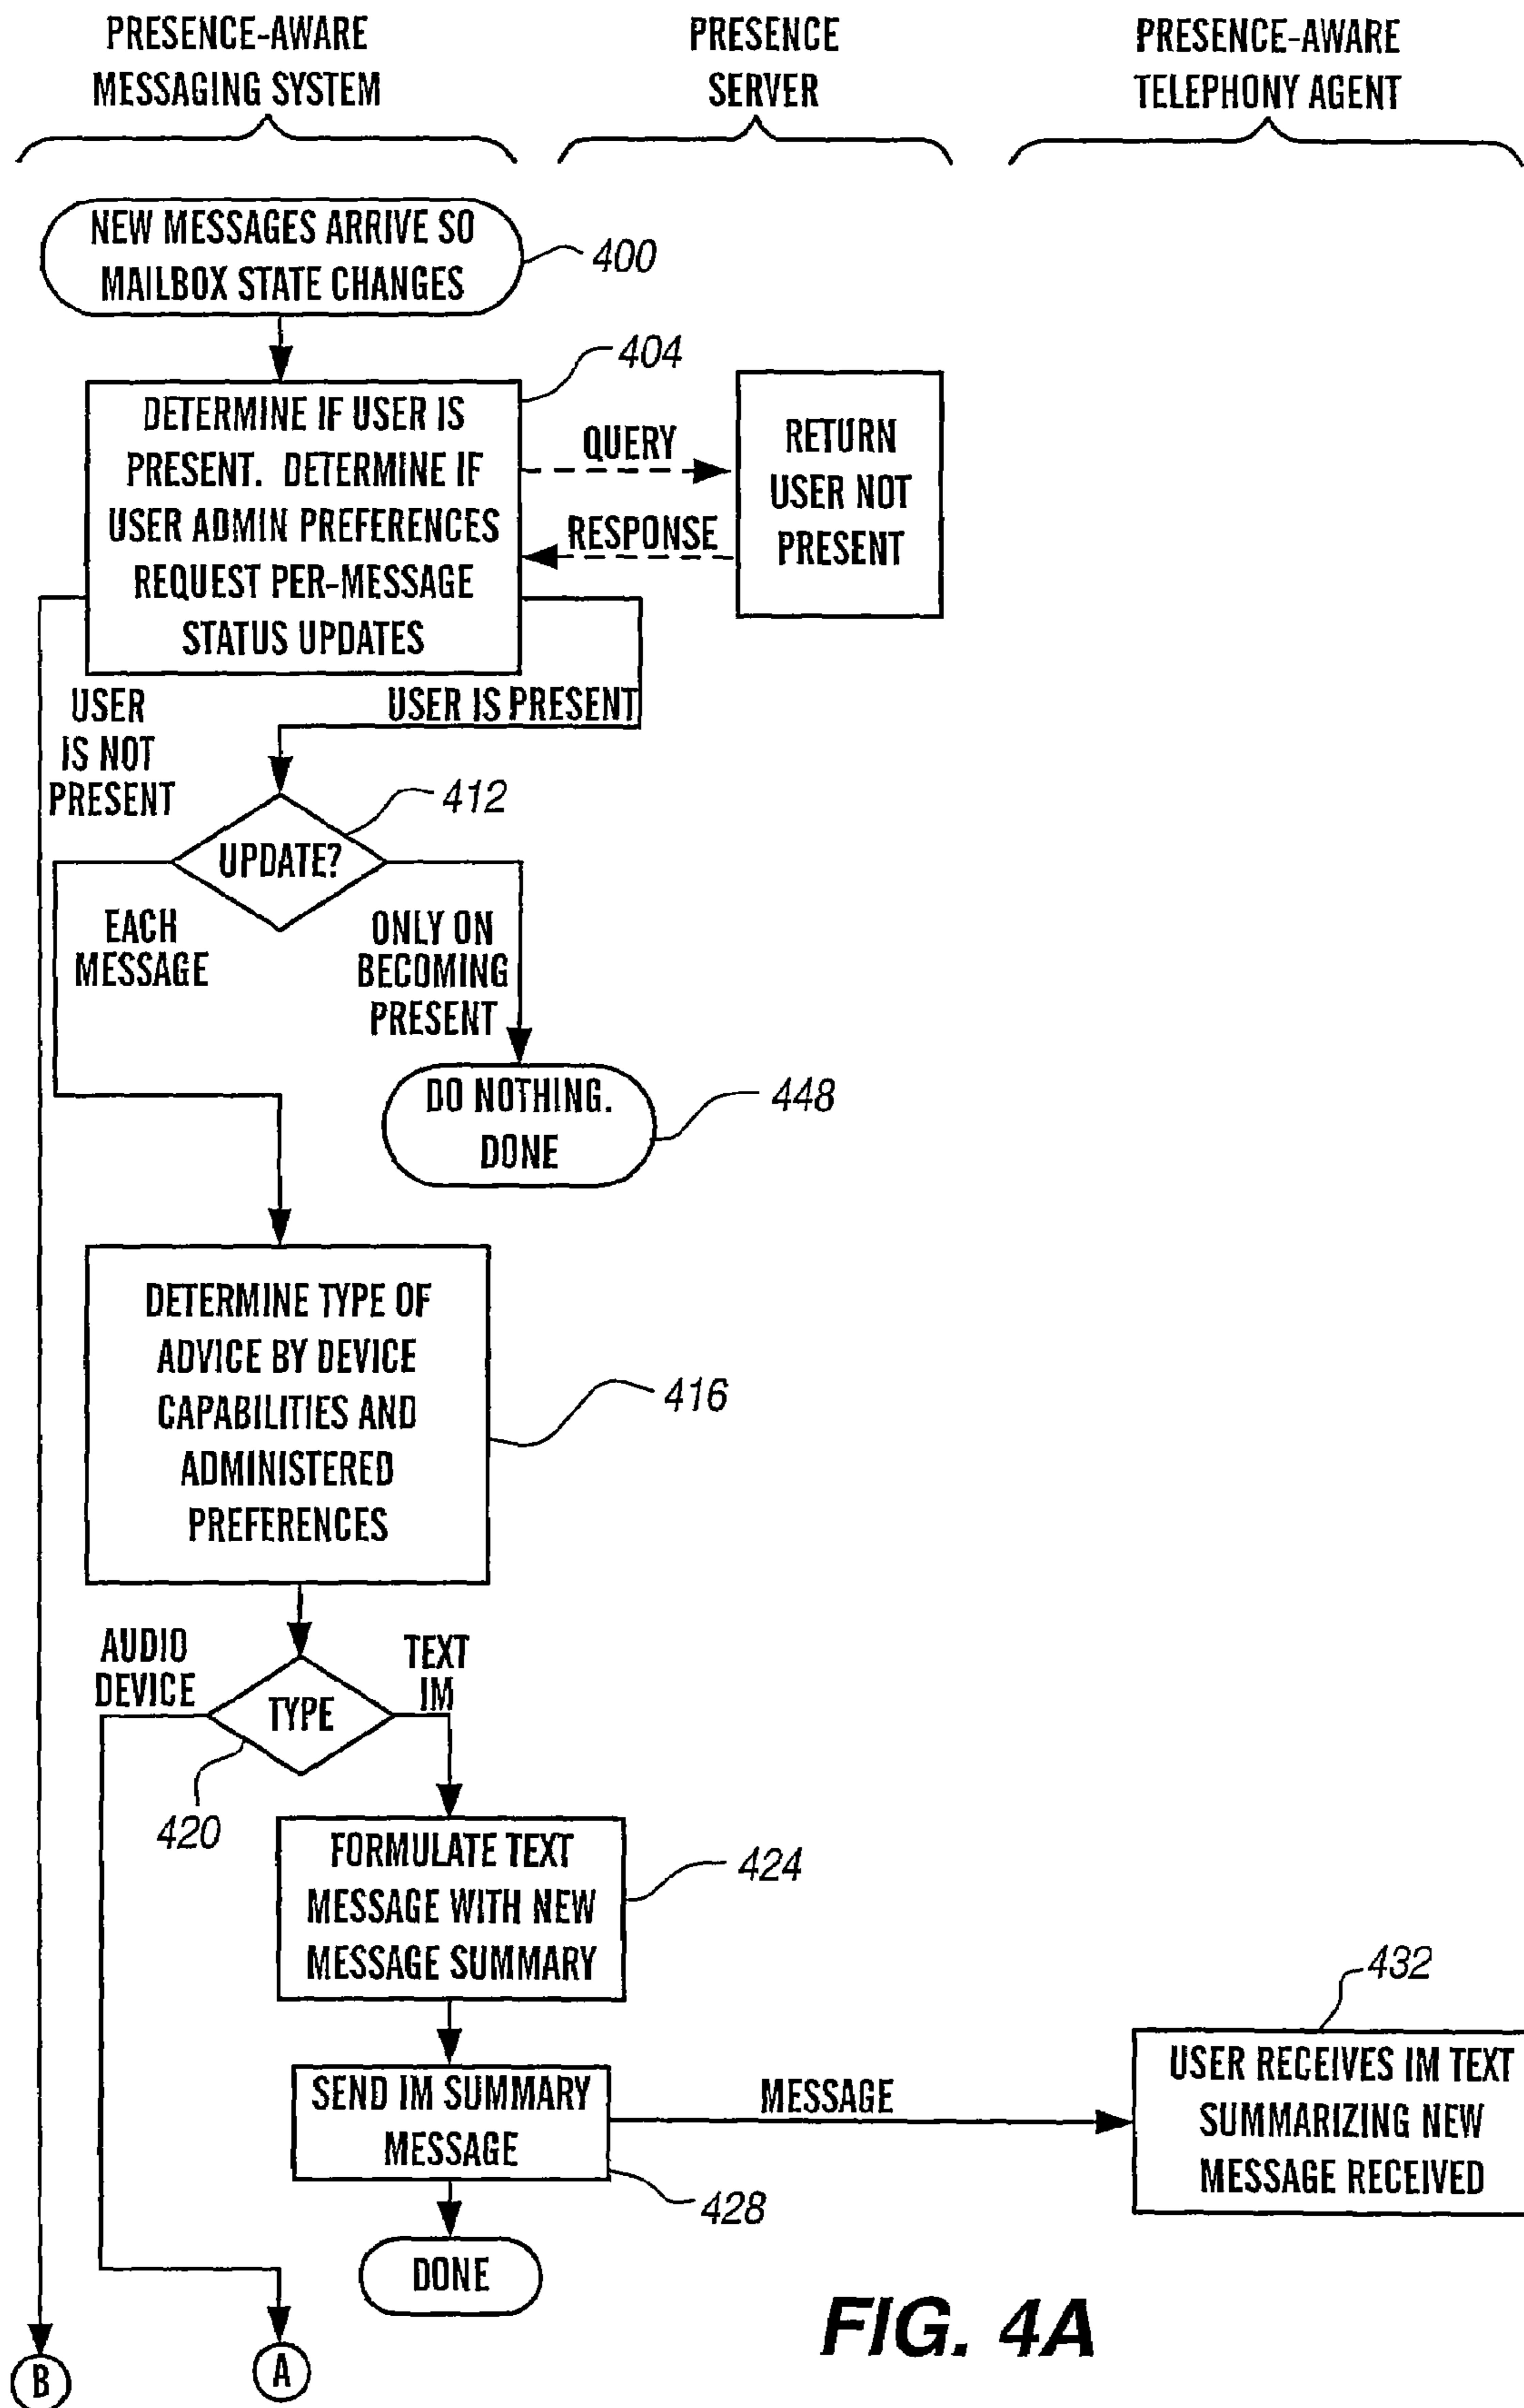 PRESENCE-AWARE
MESSAGING SYSTEM
PRESENCE
SERVER
PRESENCE-AWARE
TELEPHONY AGENT
NEW MESSAGES ARRIVE SO
MAILBOX STATE CHANGES
400
404
DETERMINE IF USER IS
PRESENT. DETERMINE IF
USER ADMIN PREFERENCES
REQUEST PER-MESSAGE
STATUS UPDATES
QUERY
RESPONSE
RETURN
USER NOT
PRESENT
USER
IS NOT
PRESENT
USER IS PRESENT
412
UPDATE?
EACH
MESSAGE
ONLY ON
BECOMING
PRESENT
DO NOTHING.
DONE
448
DETERMINE TYPE OF
ADVICE BY DEVICE
CAPABILITIES AND
ADMINISTERED
PREFERENCES
416
AUDIO
DEVICE
TEXT
IM
TYPE
420
FORMULATE TEXT
MESSAGE WITH NEW
MESSAGE SUMMARY
424
432
SEND IM SUMMARY
MESSAGE
MESSAGE
USER RECEIVES IM TEXT
SUMMARIZING NEW
MESSAGE RECEIVED
428
DONE
FIG. 4A
B
A